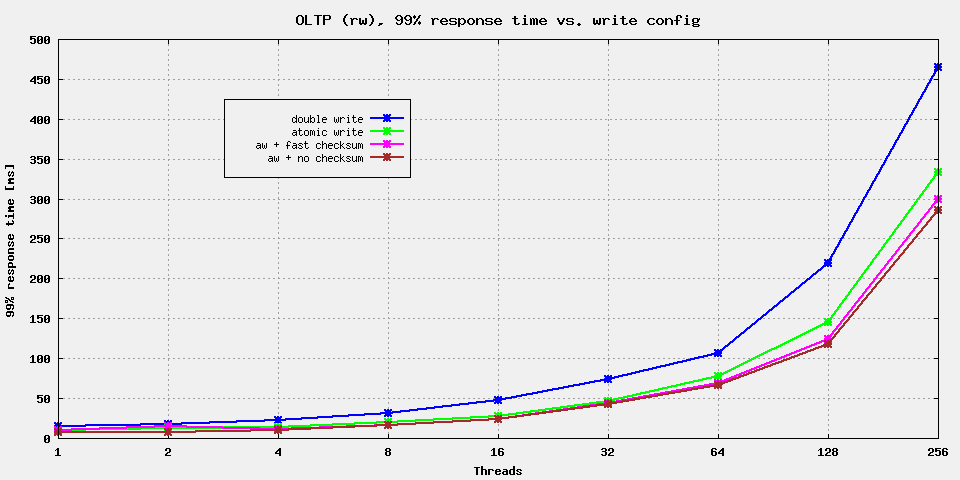 OLTP (rw), 99% response time vs. write config
500
450
400
350
300
250
200
150
100
50
0
99% response time [ms]
double write
atomic write
aw + fast checksum
aw + no checksum
1 2 4 8 16 32 64 128 256
Threads